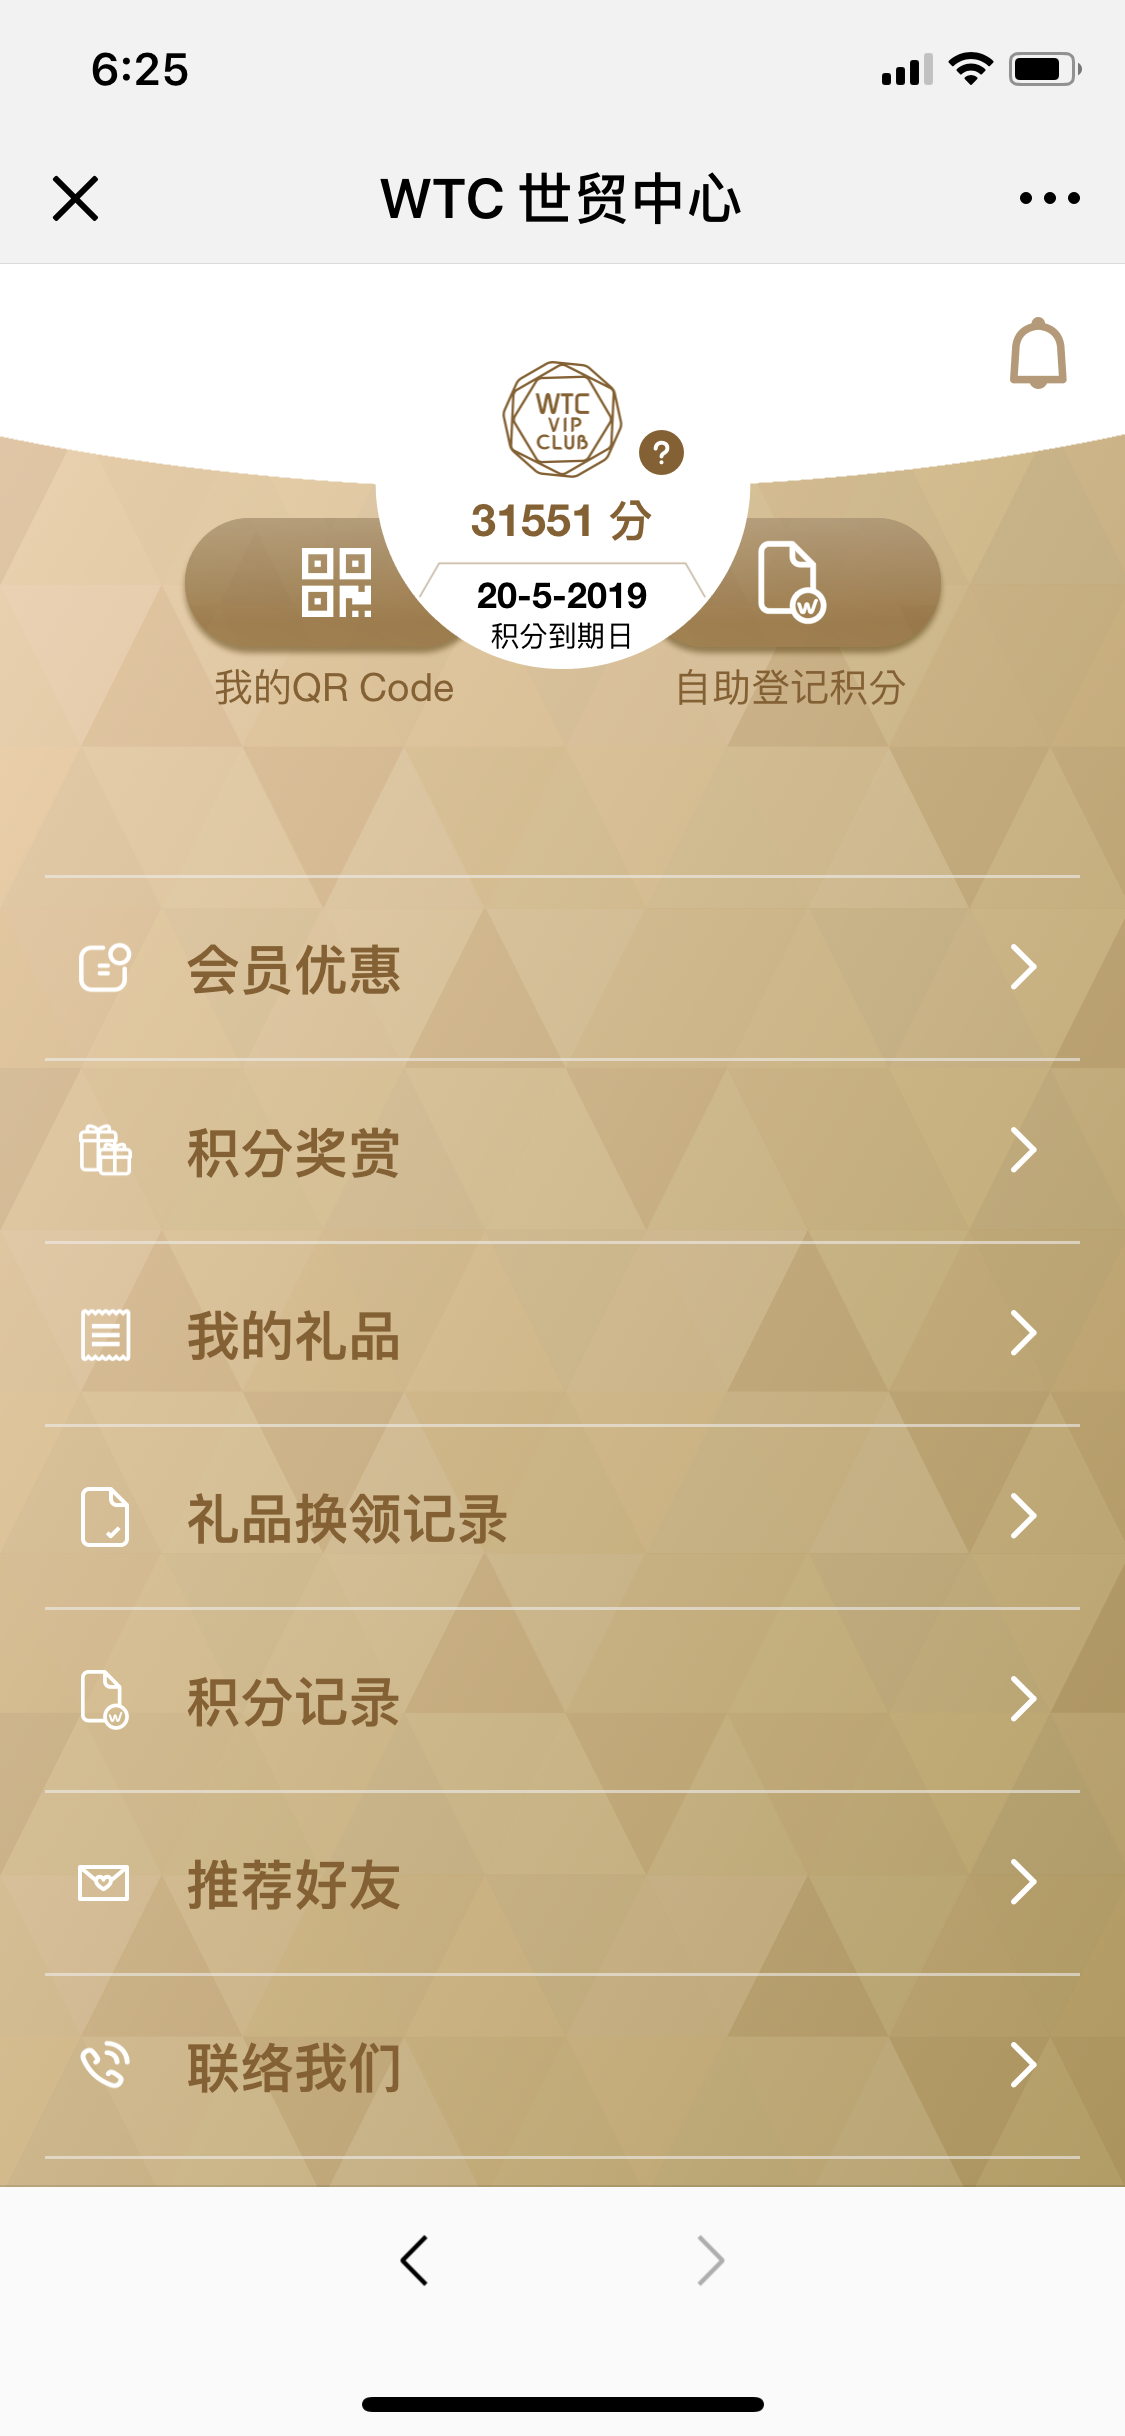 6:25
WTC 世贸中心
WTC
VIP
CLUB
?
31551 分
20-5-2019
积分到期日
我的QR Code
自助登记积分
会员优惠
积分奖赏
我的礼品
礼品换领记录
积分记录
推荐好友
联络我们